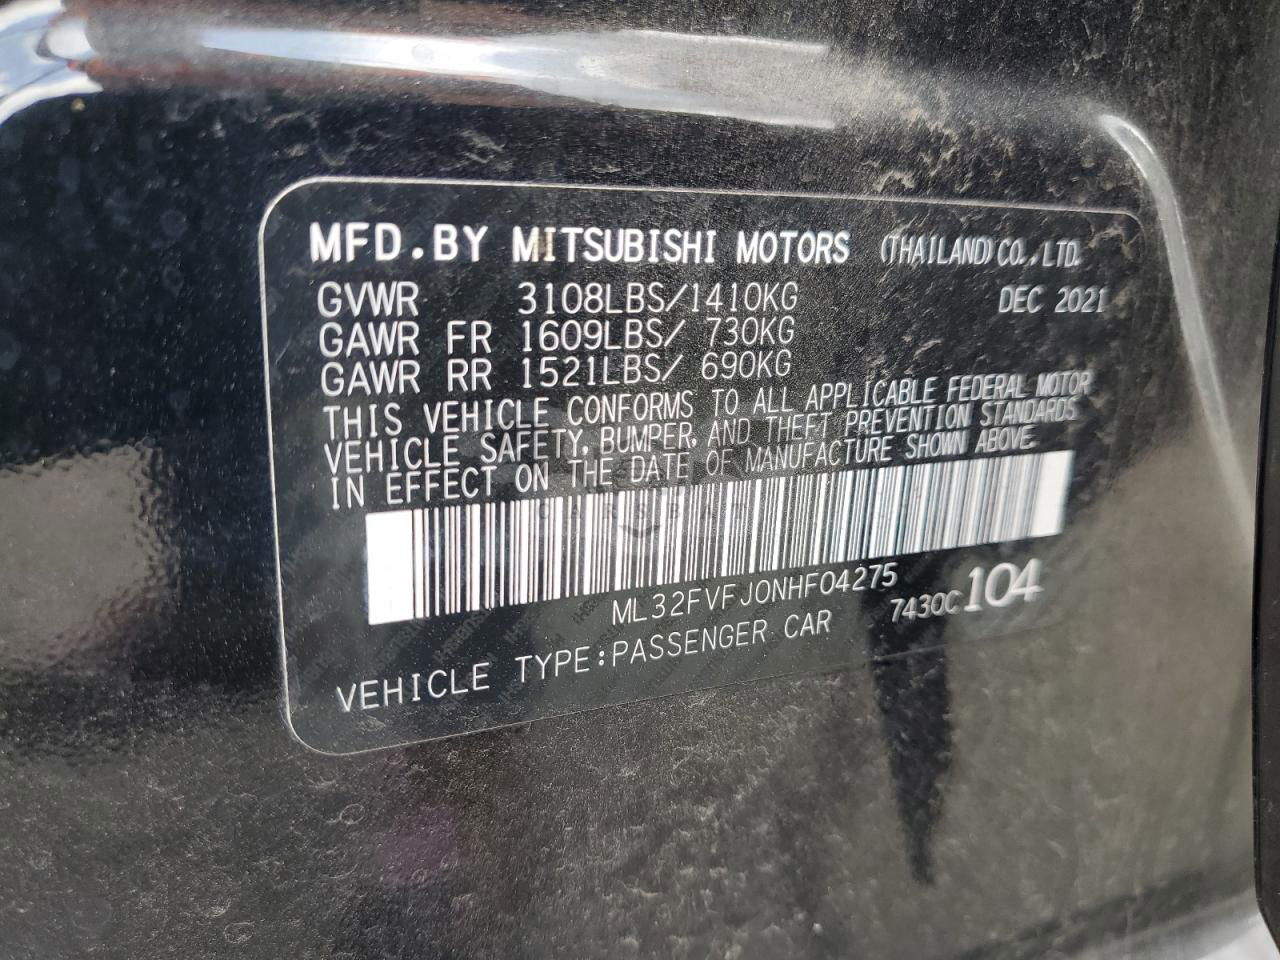 MFD.BY MITSUBISHI MOTORS (THAILAND) CO., LTD.
GVWR 3108LBS/1410KG DEC 2021
GAWR FR 1609LBS/ 730KG
GAWR RR 1521LBS/ 690KG
THIS VEHICLE CONFORMS TO ALL APPLICABLE FEDERAL MOTOR
VEHICLE SAFETY, BUMPER, AND THEFT PREVENTION STANDARDS
IN EFFECT ON THE DATE OF MANUFACTURE SHOWN ABOVE.
ML32FVFJ0NHF04275
7430C 104
VEHICLE TYPE:PASSENGER CAR